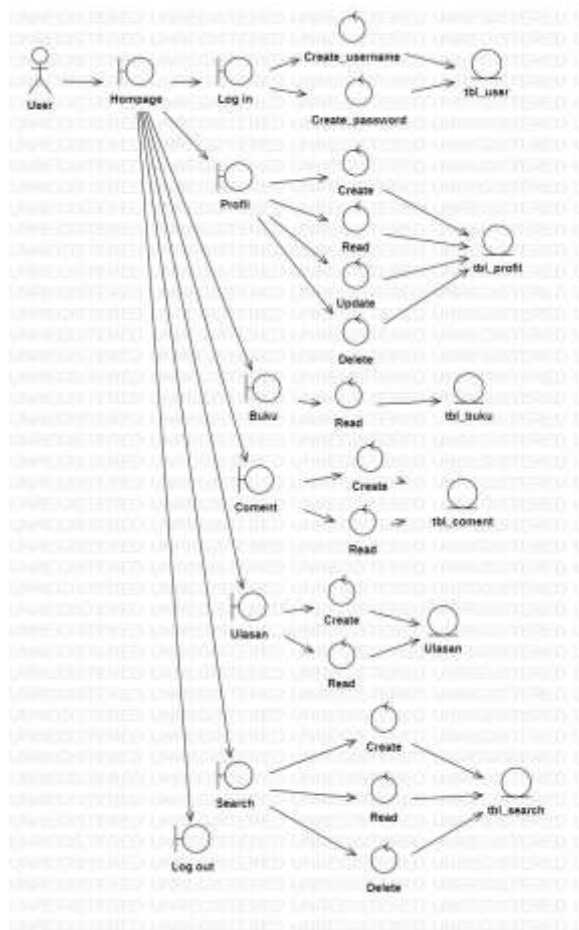 Create_username
User
Hompage
Log in
tbl_user
Create_password
Create
Profil
Read
tbl_profil
Update
Delete
Buku
Read
tbl_buku
Create
Coment
tbl_coment
Read
Create
Ulasan
Ulasan
Read
Create
Search
Read
tbl_search
Log out
Delete
UNREGISTERED